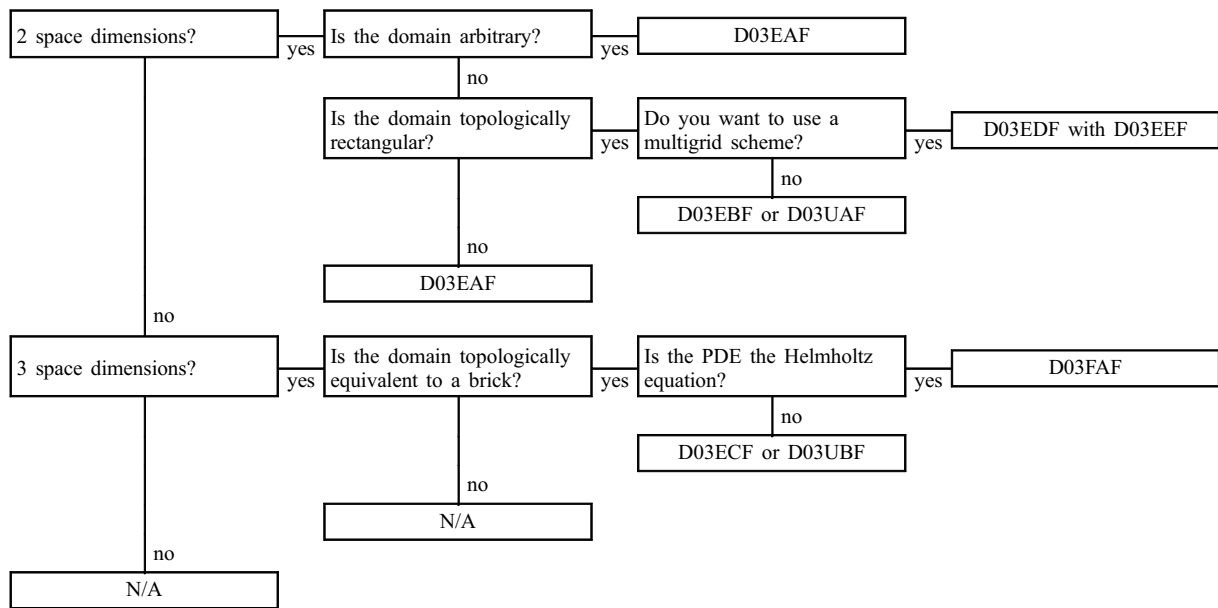 2 space dimensions?
yes
Is the domain arbitrary?
yes
D03EAF
no
Is the domain topologically
rectangular?
yes
Do you want to use a
multigrid scheme?
yes
D03EDF with D03EEF
no
D03EBF or D03UAF
no
D03EAF
no
3 space dimensions?
yes
Is the domain topologically
equivalent to a brick?
yes
Is the PDE the Helmholtz
equation?
yes
D03FAF
no
D03ECF or D03UBF
no
N/A
no
N/A